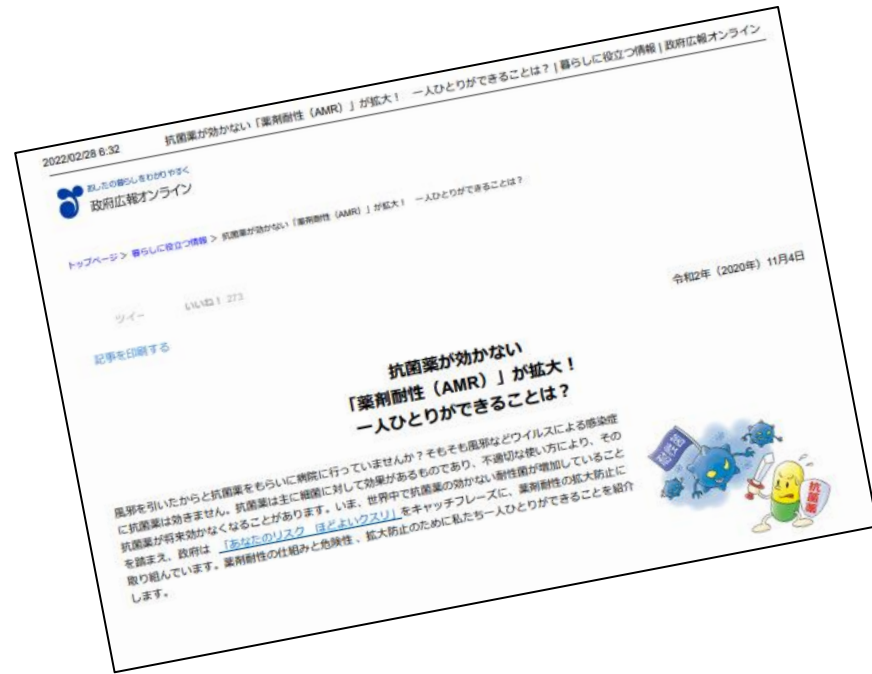 2022/02/28 6:32 抗菌薬が効かない「薬剤耐性（AMR）」が拡大！ 一人ひとりができることは？ | 暮らしに役立つ情報 | 政府広報オンライン
あしたの暮らしをわかりやすく
政府広報オンライン
トップページ > 暮らしに役立つ情報 > 抗菌薬が効かない「薬剤耐性（AMR）」が拡大！ 一人ひとりができることは？
令和2年（2020年）11月4日
ツイー いいね！ 273
記事を印刷する
抗菌薬が効かない
「薬剤耐性（AMR）」が拡大！
一人ひとりができることは？
風邪を引いたからと抗菌薬をもらいに病院に行っていませんか？そもそも風邪などウイルスによる感染症
に抗菌薬は効きません。抗菌薬は主に細菌に対して効果があるものであり、不適切な使い方により、その
抗菌薬が将来効かなくなることがあります。いま、世界中で抗菌薬の効かない耐性菌が増加していること
を踏まえ、政府は 「あなたのリスク ほどよいクスリ」をキャッチフレーズに、薬剤耐性の拡大防止に
取り組んでいます。薬剤耐性の仕組みと危険性、拡大防止のために私たち一人ひとりができることを紹介
します。
抗菌薬